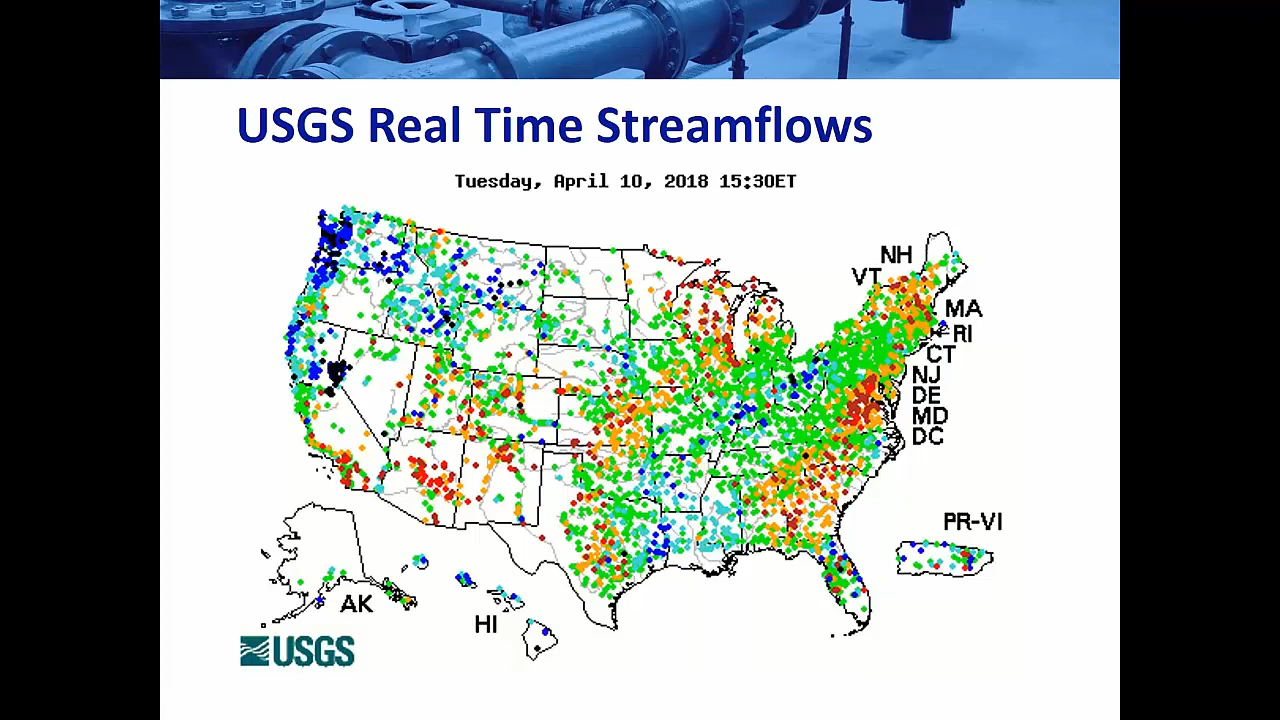 USGS Real Time Streamflows
Tuesday, April 10, 2018 15:30ET
NH
VT
MA
RI
CT
NJ
DE
MD
DC
PR-VI
AK
HI
USGS